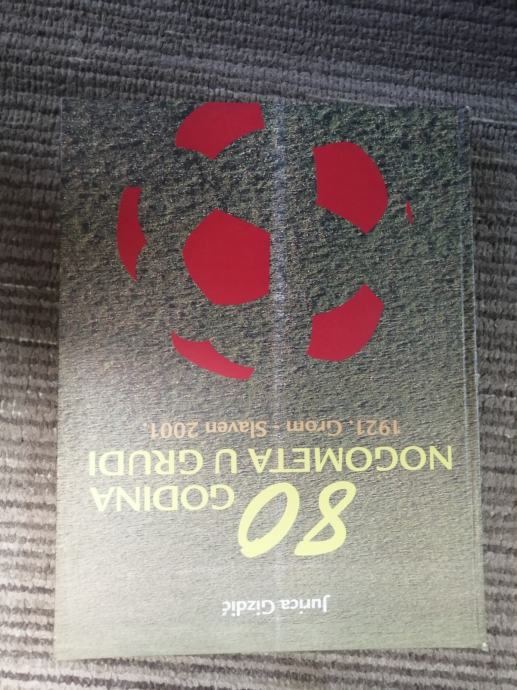 Jurica Gizdić
80 GODINA
NOGOMETA U GRUDI
1921. Grom - Slaven 2001.